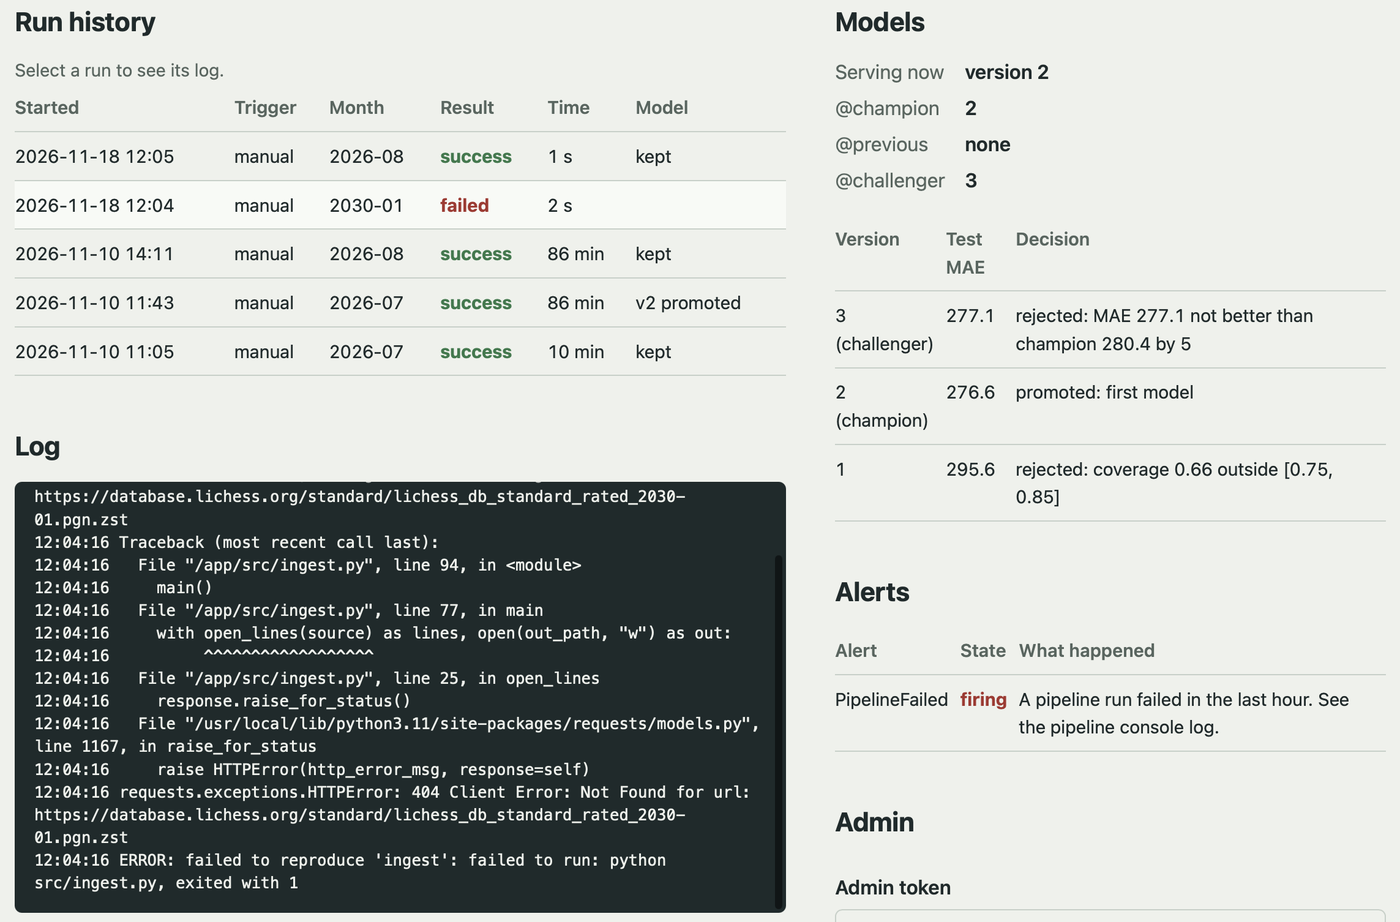 Run history
Select a run to see its log.
Started Trigger Month Result Time Model
2026-11-18 12:05 manual 2026-08 success 1 s kept
2026-11-18 12:04 manual 2030-01 failed 2 s
2026-11-10 14:11 manual 2026-08 success 86 min kept
2026-11-10 11:43 manual 2026-07 success 86 min v2 promoted
2026-11-10 11:05 manual 2026-07 success 10 min kept
Log
https://database.lichess.org/standard/lichess_db_standard_rated_2030-
01.pgn.zst
12:04:16 Traceback (most recent call last):
12:04:16   File "/app/src/ingest.py", line 94, in <module>
12:04:16     main()
12:04:16   File "/app/src/ingest.py", line 77, in main
12:04:16     with open_lines(source) as lines, open(out_path, "w") as out:
12:04:16          ^^^^^^^^^^^^^^^^^^
12:04:16   File "/app/src/ingest.py", line 25, in open_lines
12:04:16     response.raise_for_status()
12:04:16   File "/usr/local/lib/python3.11/site-packages/requests/models.py",
line 1167, in raise_for_status
12:04:16     raise HTTPError(http_error_msg, response=self)
12:04:16 requests.exceptions.HTTPError: 404 Client Error: Not Found for url:
https://database.lichess.org/standard/lichess_db_standard_rated_2030-
01.pgn.zst
12:04:16 ERROR: failed to reproduce 'ingest': failed to run: python
src/ingest.py, exited with 1
Models
Serving now version 2
@champion 2
@previous none
@challenger 3
Version Test Decision
MAE
3 277.1 rejected: MAE 277.1 not better than
(challenger) champion 280.4 by 5
2 276.6 promoted: first model
(champion)
1 295.6 rejected: coverage 0.66 outside [0.75,
0.85]
Alerts
Alert State What happened
PipelineFailed firing A pipeline run failed in the last hour. See
the pipeline console log.
Admin
Admin token